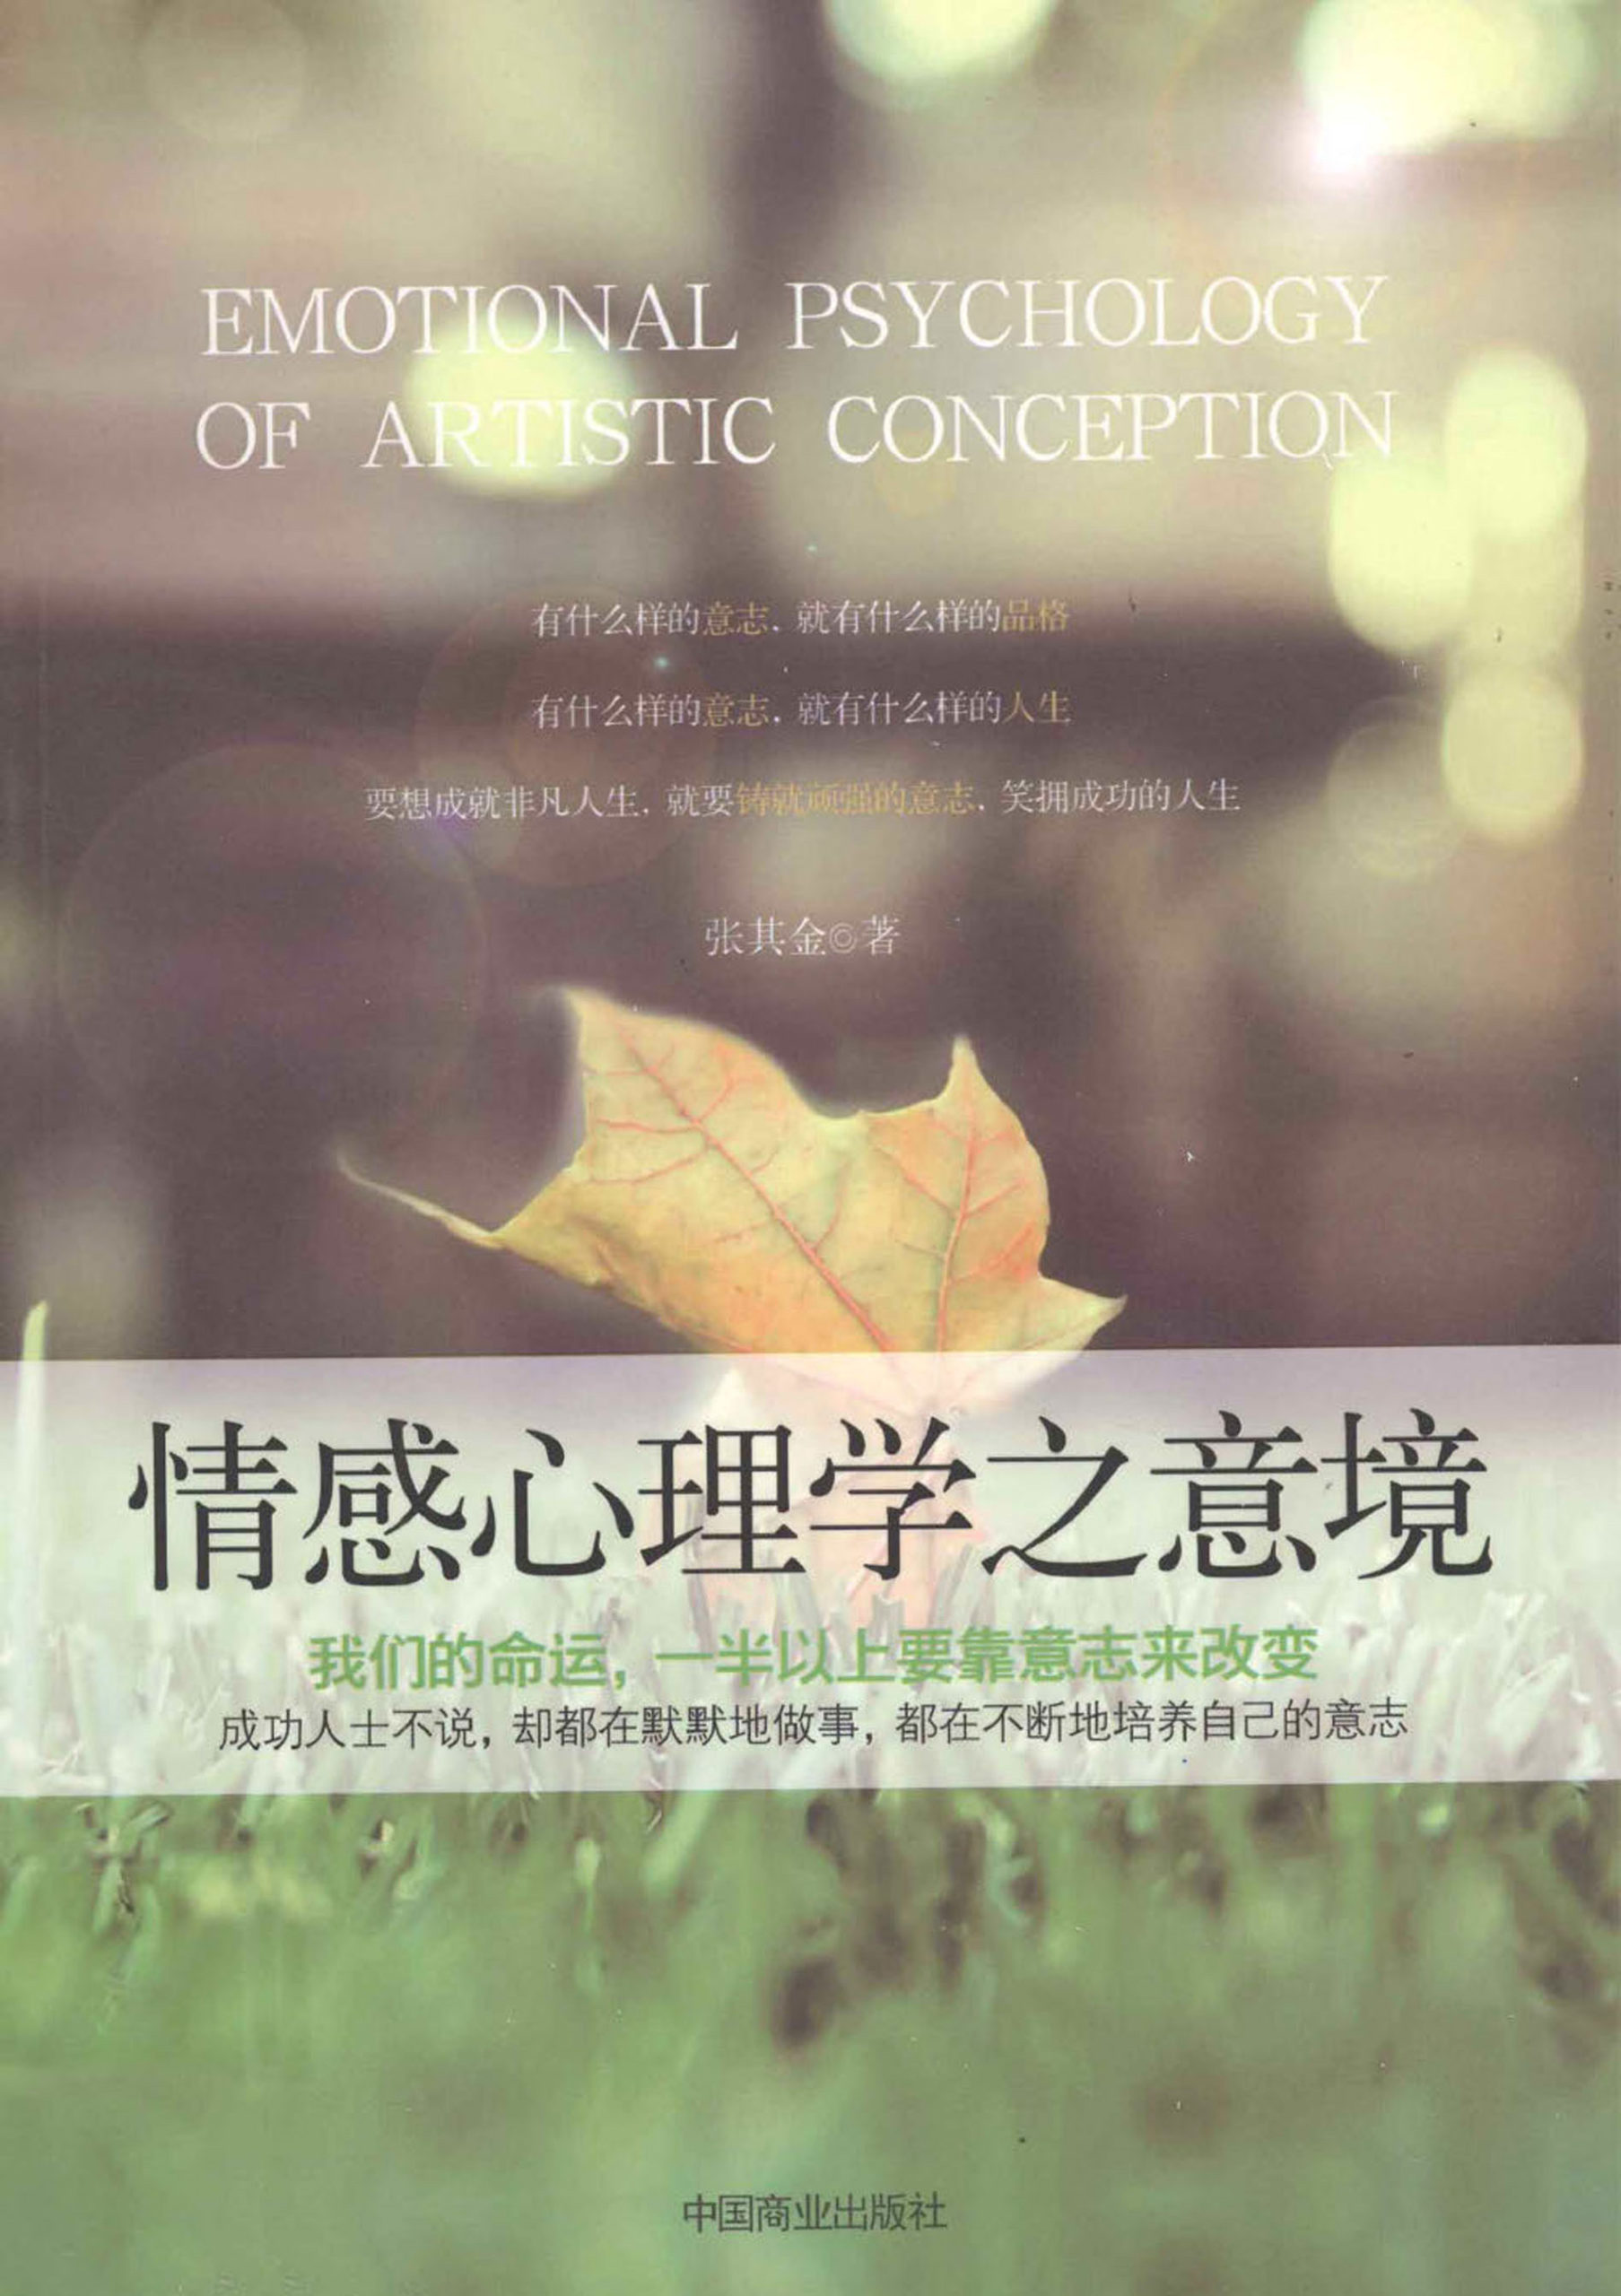 EMOTIONAL PSYCHOLOGY
OF ARTISTIC CONCEPTION
有什么样的意志，就有什么样的品格
有什么样的意志，就有什么样的人生
要想成就非凡人生，就要铸就顽强的意志，笑拥成功的人生
张其金◎著
情感心理学之意境
我们的命运，一半以上要靠意志来改变
成功人士不说，却都在默默地做事，都在不断地培养自己的意志
中国商业出版社